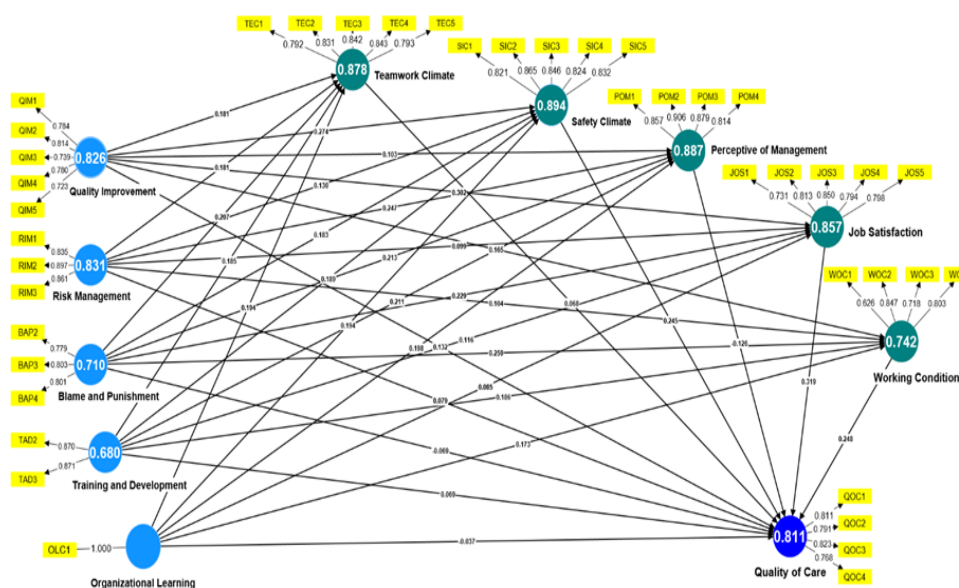 TEC1 TEC2 TEC3 TEC4 TEC5
0.792 0.831 0.842 0.843 0.793
0.878
Teamwork Climate
SIC1 SIC2 SIC3 SIC4 SIC5
0.821 0.865 0.846 0.824 0.832
0.894
Safety Climate
POM1 POM2 POM3 POM4
0.857 0.906 0.879 0.814
0.887
Perceptive of Management
JOS1 JOS2 JOS3 JOS4 JOS5
0.731 0.813 0.850 0.794 0.798
0.857
Job Satisfaction
WOC1 WOC2 WOC3
0.626 0.847 0.718 0.803
0.742
Working Condition
QIM1
0.784
QIM2
0.814
QIM3
0.739
QIM4
0.780
QIM5
0.723
0.826
Quality Improvement
RIM1
0.835
RIM2
0.897
RIM3
0.861
0.831
Risk Management
BAP2
0.779
BAP3
0.803
BAP4
0.801
0.710
Blame and Punishment
TAD2
0.870
TAD3
0.871
0.680
Training and Development
OLC1
1.000
Organizational Learning
0.181
0.274
0.103
0.181
0.130
0.302
0.247
0.207
0.183
0.099
0.165
0.185
0.213
0.211
0.229
0.104
0.194
0.194
0.068
0.245
-0.126
0.116
0.132
0.250
0.319
0.106
0.079
0.173
0.240
0.069
-0.037
QOC1
0.811
QOC2
0.791
QOC3
0.823
QOC4
0.768
0.811
Quality of Care